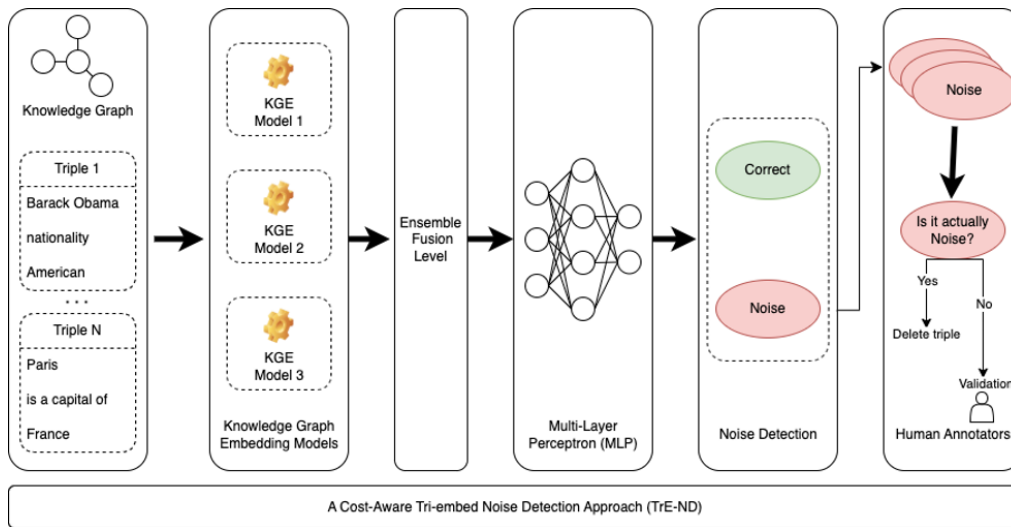 Knowledge Graph
Triple 1
Barack Obama
nationality
American
...
Triple N
Paris
is a capital of
France
KGE
Model 1
KGE
Model 2
KGE
Model 3
Knowledge Graph
Embedding Models
Ensemble
Fusion
Level
Multi-Layer
Perceptron (MLP)
Correct
Noise
Noise Detection
Noise
Is it actually
Noise?
Yes
No
Delete triple
Validation
Human Annotators
A Cost-Aware Tri-embed Noise Detection Approach (TrE-ND)